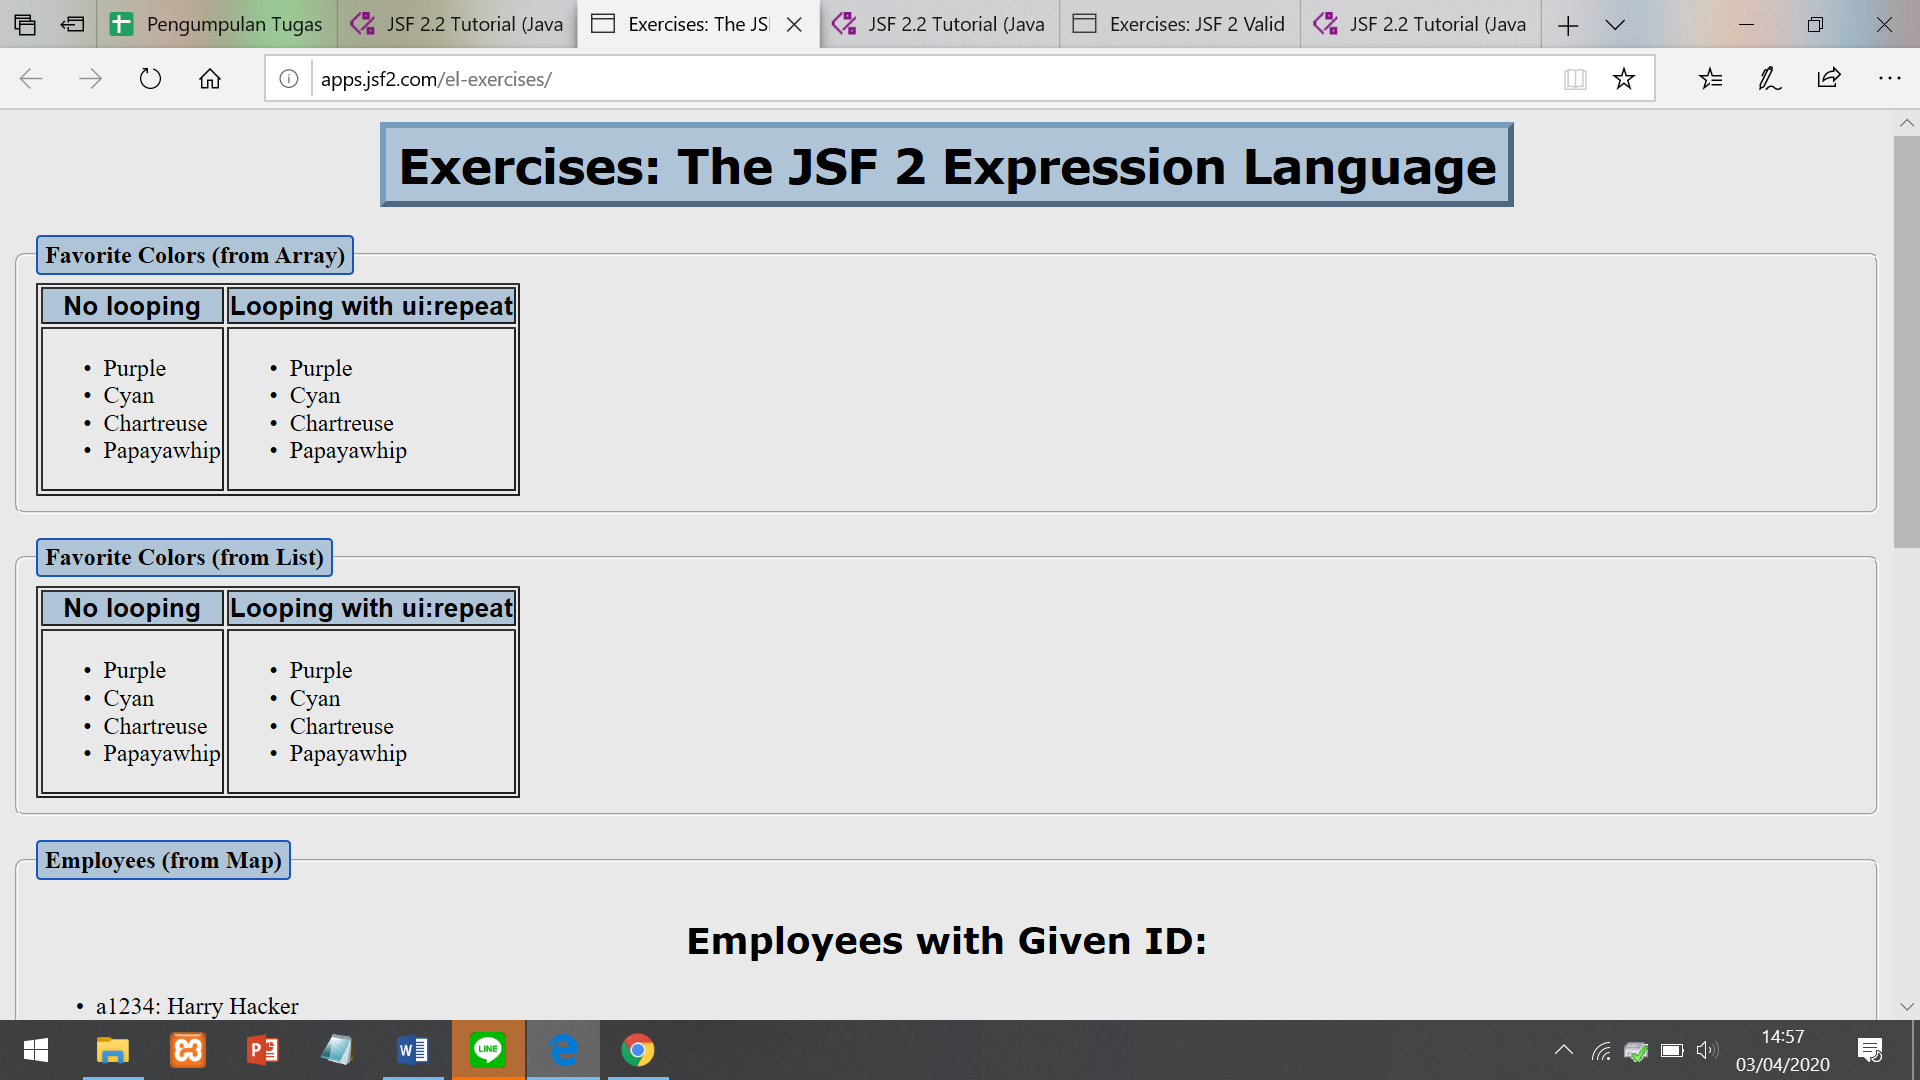 Pengumpulan Tugas
JSF 2.2 Tutorial (Java
Exercises: The JS
JSF 2.2 Tutorial (Java
Exercises: JSF 2 Valid
JSF 2.2 Tutorial (Java
apps.jsf2.com/el-exercises/
Exercises: The JSF 2 Expression Language
Favorite Colors (from Array)
No looping Looping with ui:repeat
• Purple • Purple
• Cyan • Cyan
• Chartreuse • Chartreuse
• Papayawhip • Papayawhip
Favorite Colors (from List)
No looping Looping with ui:repeat
• Purple • Purple
• Cyan • Cyan
• Chartreuse • Chartreuse
• Papayawhip • Papayawhip
Employees (from Map)
Employees with Given ID:
• a1234: Harry Hacker
LINE
14:57
03/04/2020